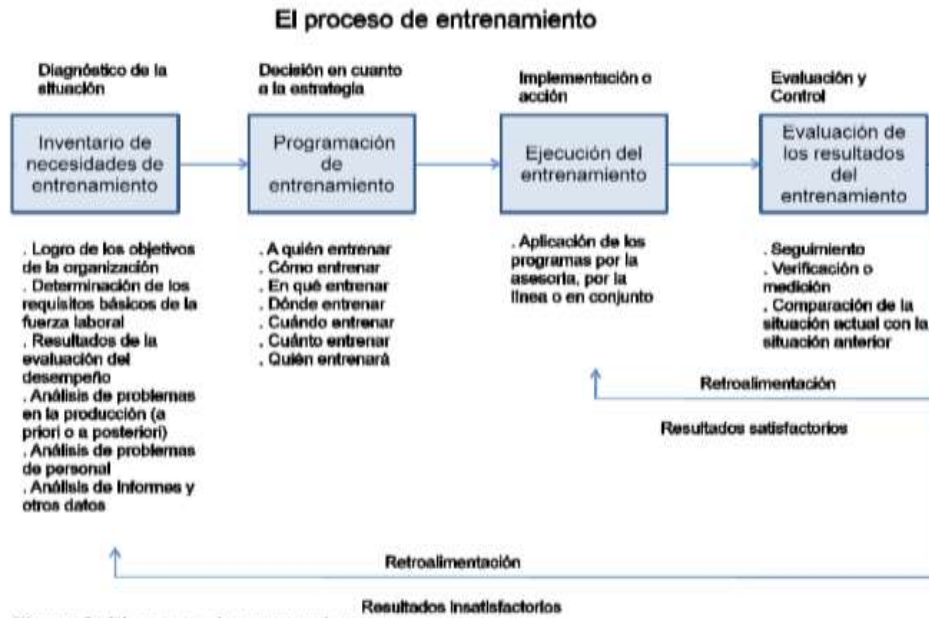 El proceso de entrenamiento
Diagnóstico de la
situación
Inventario de
necesidades de
entrenamiento
. Logro de los objetivos
de la organización
. Determinación de los
requisitos básicos de la
fuerza laboral
. Resultados de la
evaluación del
desempeño
. Análisis de problemas
en la producción (a
priori o a posteriori)
. Análisis de problemas
de personal
. Análisis de Informes y
otros datos
Decisión en cuanto
a la estrategia
Programación
de
entrenamiento
. A quién entrenar
. Cómo entrenar
. En qué entrenar
. Dónde entrenar
. Cuándo entrenar
. Cuánto entrenar
. Quién entrenará
Implementación o
acción
Ejecución del
entrenamiento
. Aplicación de los
programas por la
asesoría, por la
línea o en conjunto
Evaluación y
Control
Evaluación de
los resultados
del
entrenamiento
. Seguimiento
. Verificación o
medición
. Comparación de la
situación actual con la
situación anterior
Retroalimentación
Resultados satisfactorios
Retroalimentación
Resultados Insatisfactorios